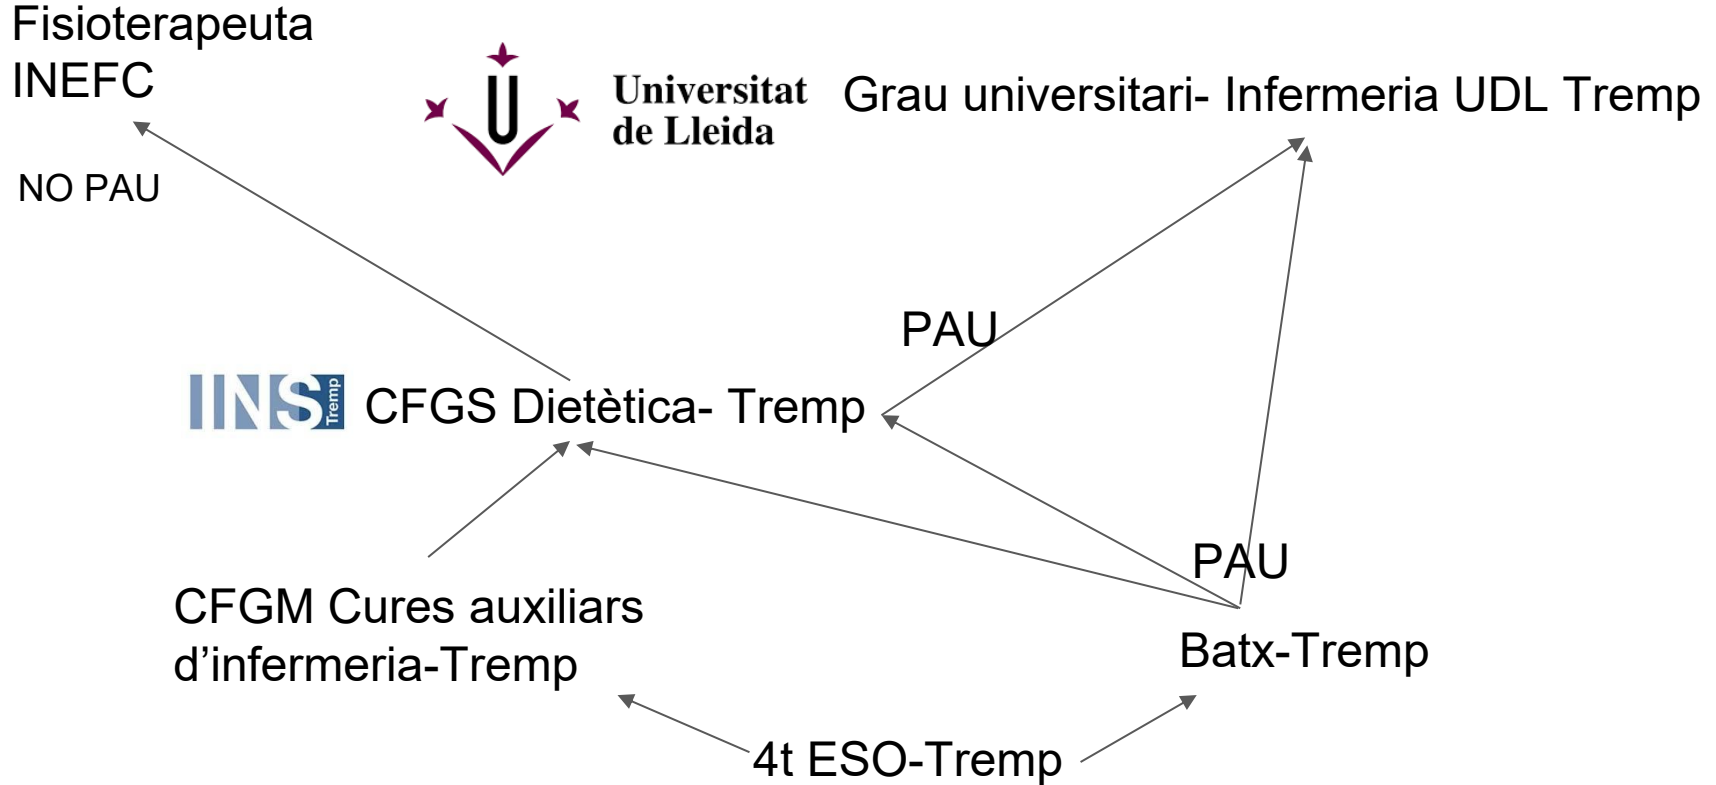 Fisioterapeuta
INEFC
U
Universitat
de Lleida
Grau universitari- Infermeria UDL Tremp
NO PAU
PAU
INS Tremp
CFGS Dietètica- Tremp
PAU
CFGM Cures auxiliars
d’infermeria-Tremp
Batx-Tremp
4t ESO-Tremp